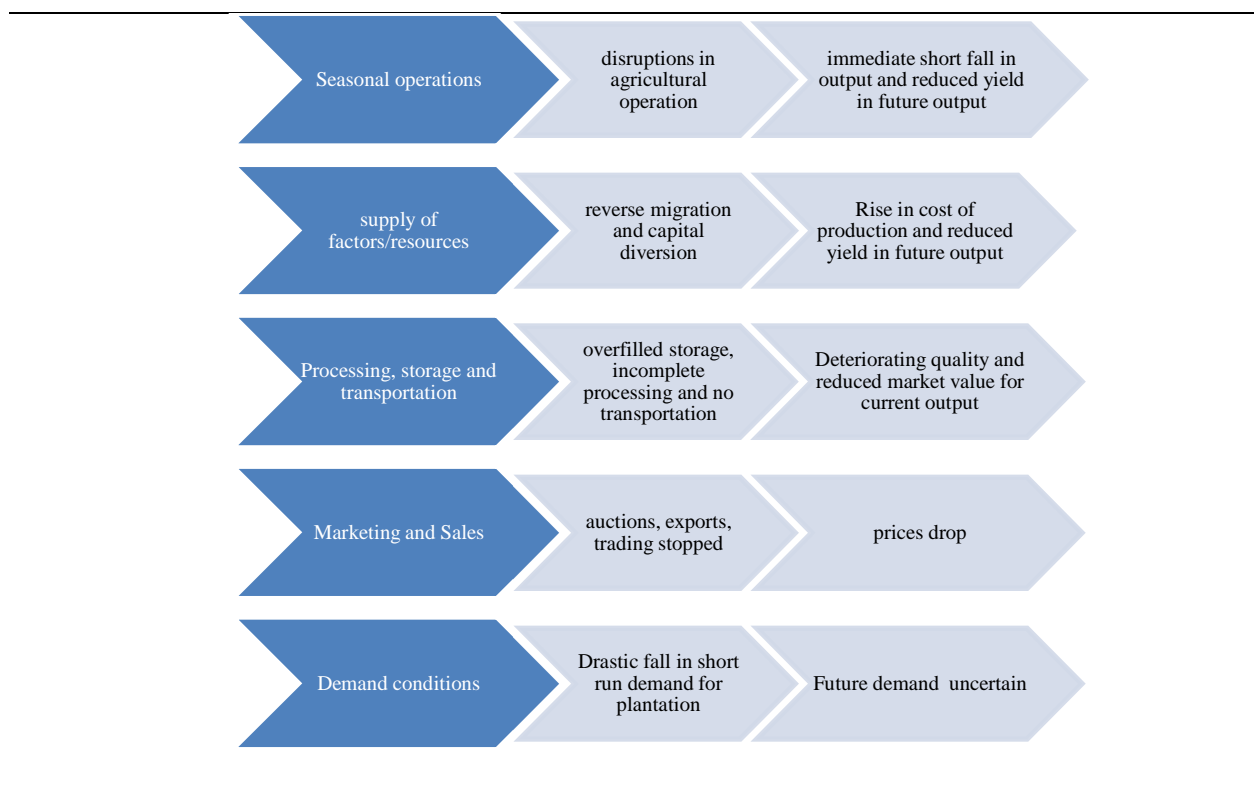 Seasonal operations
disruptions in
agricultural
operation
immediate short fall in
output and reduced yield
in future output
supply of
factors/resources
reverse migration
and capital
diversion
Rise in cost of
production and reduced
yield in future output
Processing, storage and
transportation
overfilled storage,
incomplete
processing and no
transportation
Deteriorating quality and
reduced market value for
current output
Marketing and Sales
auctions, exports,
trading stopped
prices drop
Demand conditions
Drastic fall in short
run demand for
plantation
Future demand uncertain